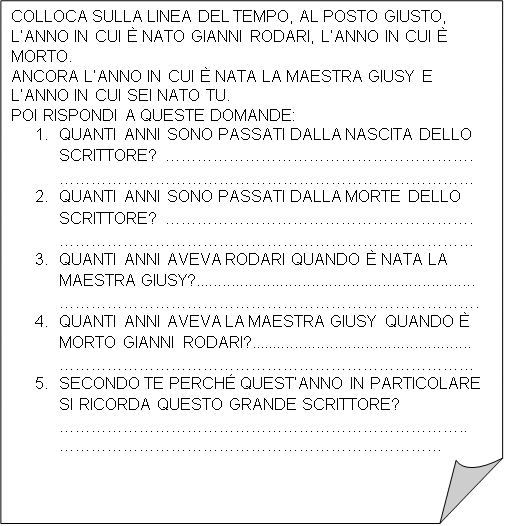 COLLOCA SULLA LINEA DEL TEMPO, AL POSTO GIUSTO,
L'ANNO IN CUI È NATO GIANNI RODARI, L'ANNO IN CUI È
MORTO.
ANCORA L'ANNO IN CUI È NATA LA MAESTRA GIUSY E
L'ANNO IN CUI SEI NATO TU.
POI RISPONDI A QUESTE DOMANDE:
1. QUANTI ANNI SONO PASSATI DALLA NASCITA DELLO
SCRITTORE? ……………………………………………
……………………………………………………………
2. QUANTI ANNI SONO PASSATI DALLA MORTE DELLO
SCRITTORE? ……………………………………………
……………………………………………………………
3. QUANTI ANNI AVEVA RODARI QUANDO È NATA LA
MAESTRA GIUSY?..........................................................
……………………………………………………………
4. QUANTI ANNI AVEVA LA MAESTRA GIUSY QUANDO È
MORTO GIANNI RODARI?.............................................
……………………………………………………………
5. SECONDO TE PERCHÉ QUEST'ANNO IN PARTICOLARE
SI RICORDA QUESTO GRANDE SCRITTORE?
……………………………………………………………
…………………………………………………………